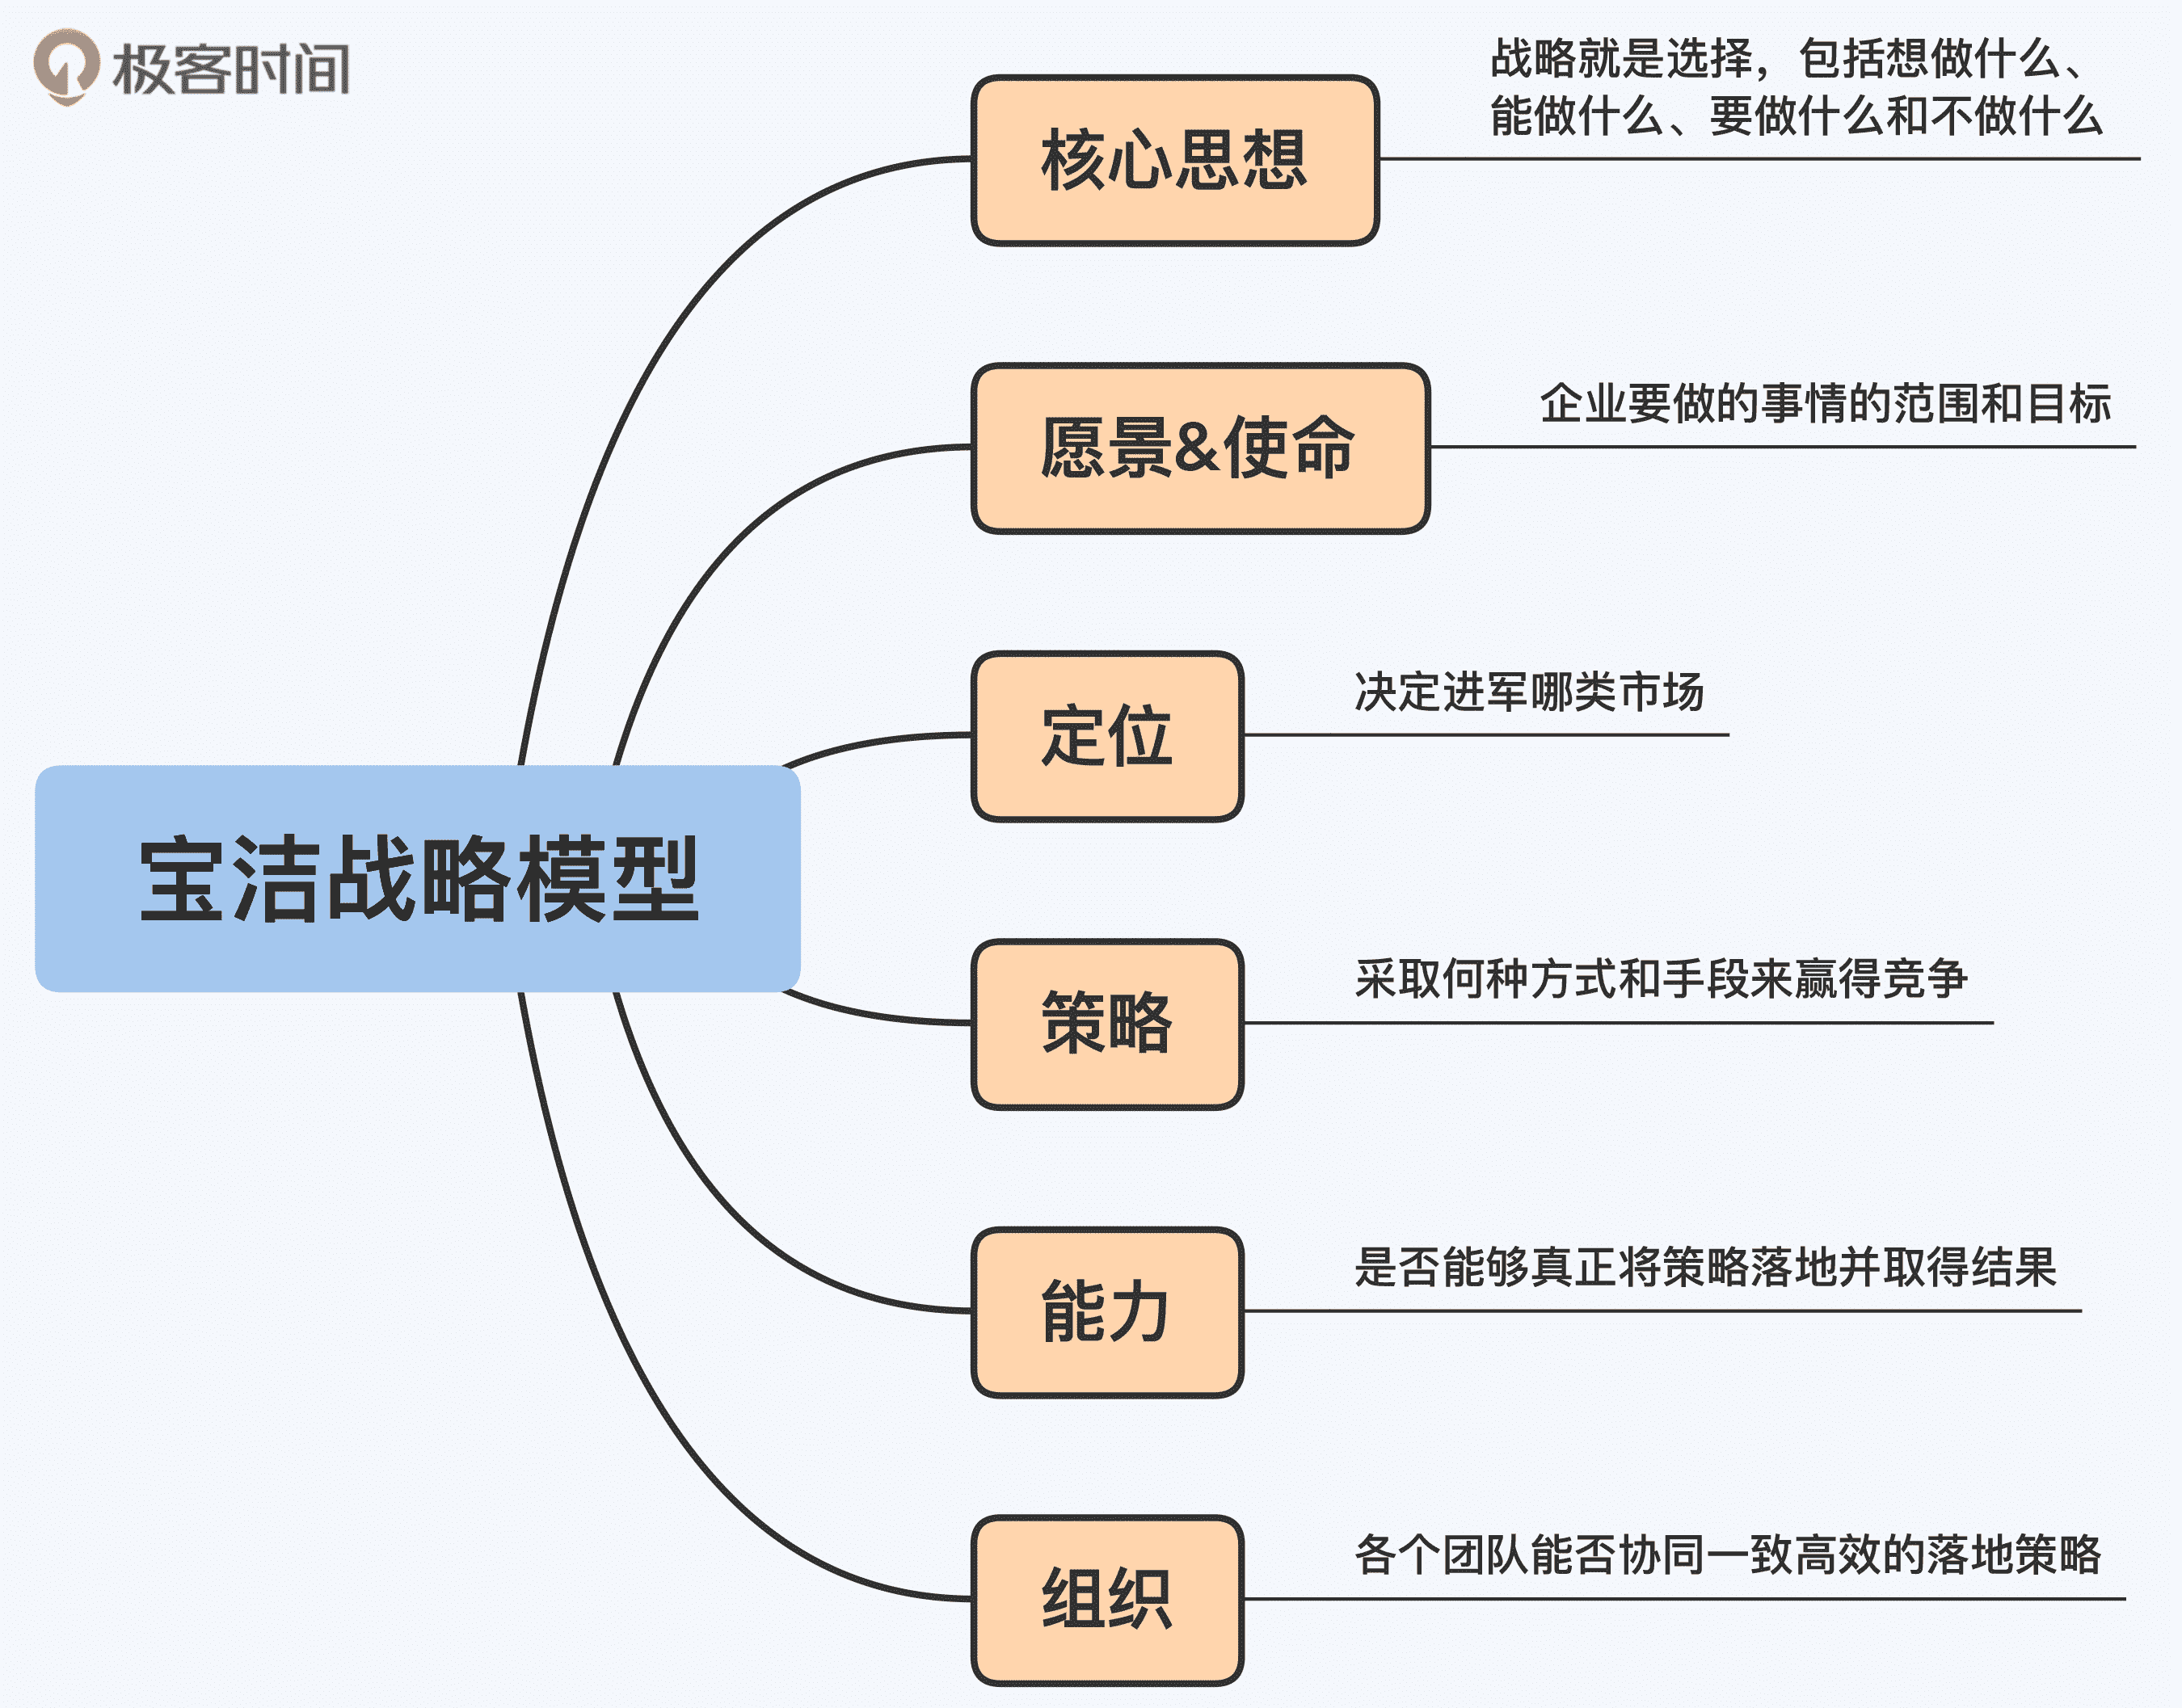 极客时间
战略就是选择，包括想做什么、
能做什么、要做什么和不做什么
核心思想
企业要做的事情的范围和目标
愿景&使命
决定进军哪类市场
定位
宝洁战略模型
采取何种方式和手段来赢得竞争
策略
是否能够真正将策略落地并取得结果
能力
各个团队能否协同一致高效的落地策略
组织